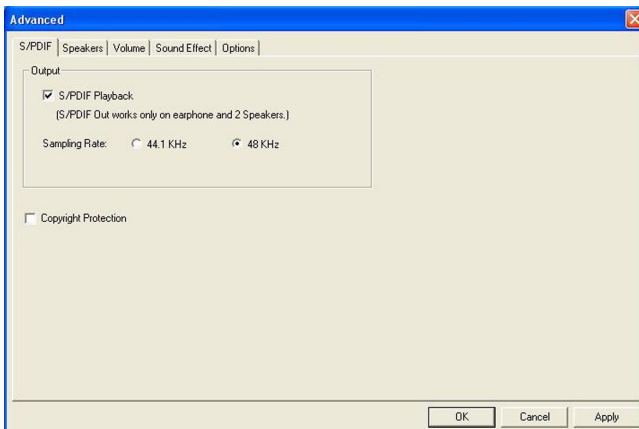 Advanced
S/PDIF Speakers Volume Sound Effect Options
Output
S/PDIF Playback
(S/PDIF Out works only on earphone and 2 Speakers.)
Sampling Rate: 44.1 KHz 48 KHz
Copyright Protection
OK Cancel Apply